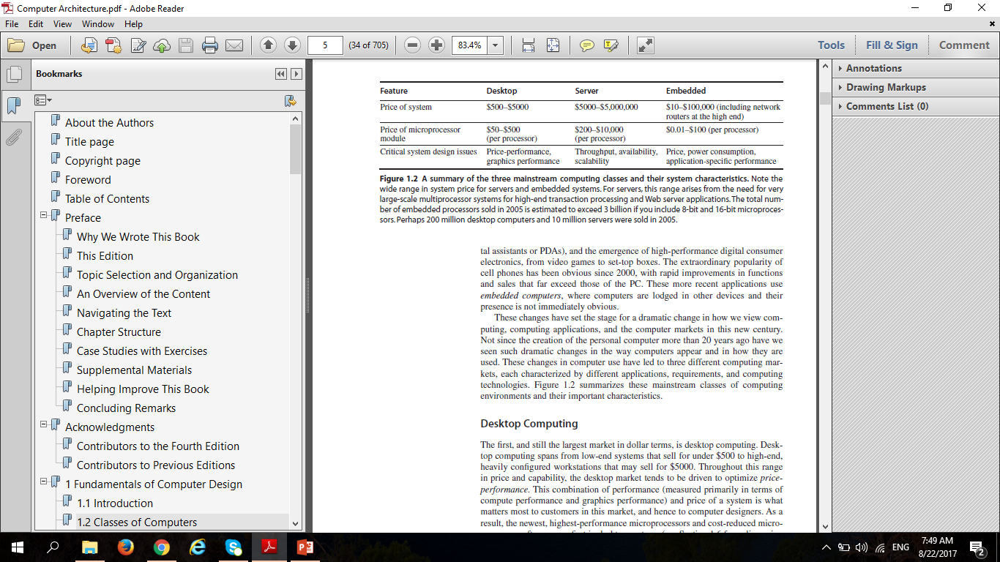 Computer Architecture.pdf - Adobe Reader
File Edit View Window Help
Open 5 (34 of 705) 83.4% Tools Fill & Sign Comment
Bookmarks
About the Authors
Title page
Copyright page
Foreword
Table of Contents
Preface
Why We Wrote This Book
This Edition
Topic Selection and Organization
An Overview of the Content
Navigating the Text
Chapter Structure
Case Studies with Exercises
Supplemental Materials
Helping Improve This Book
Concluding Remarks
Acknowledgments
Contributors to the Fourth Edition
Contributors to Previous Editions
1 Fundamentals of Computer Design
1.1 Introduction
1.2 Classes of Computers
Feature Desktop Server Embedded
Price of system $500–$5000 $5000–$5,000,000 $10–$100,000 (including network
routers at the high end)
Price of microprocessor $50–$500 $200–$10,000 $0.01–$100 (per processor)
module (per processor) (per processor)
Critical system design issues Price-performance, Throughput, availability, Price, power consumption,
graphics performance scalability application-specific performance
Figure 1.2 A summary of the three mainstream computing classes and their system characteristics. Note the
wide range in system price for servers and embedded systems. For servers, this range arises from the need for very
large-scale multiprocessor systems for high-end transaction processing and Web server applications. The total num-
ber of embedded processors sold in 2005 is estimated to exceed 3 billion if you include 8-bit and 16-bit microproces-
sors. Perhaps 200 million desktop computers and 10 million servers were sold in 2005.
tal assistants or PDAs), and the emergence of high-performance digital consumer
electronics, from video games to set-top boxes. The extraordinary popularity of
cell phones has been obvious since 2000, with rapid improvements in functions
and sales that far exceed those of the PC. These more recent applications use
embedded computers, where computers are lodged in other devices and their
presence is not immediately obvious.
These changes have set the stage for a dramatic change in how we view com-
puting, computing applications, and the computer markets in this new century.
Not since the creation of the personal computer more than 20 years ago have we
seen such dramatic changes in the way computers appear and in how they are
used. These changes in computer use have led to three different computing mar-
kets, each characterized by different applications, requirements, and computing
technologies. Figure 1.2 summarizes these mainstream classes of computing
environments and their important characteristics.
Desktop Computing
The first, and still the largest market in dollar terms, is desktop computing. Desk-
top computing spans from low-end systems that sell for under $500 to high-end,
heavily configured workstations that may sell for $5000. Throughout this range
in price and capability, the desktop market tends to be driven to optimize price-
performance. This combination of performance (measured primarily in terms of
compute performance and graphics performance) and price of a system is what
matters most to customers in this market, and hence to computer designers. As a
result, the newest, highest-performance microprocessors and cost-reduced micro-
Annotations
Drawing Markups
Comments List (0)
ENG
7:49 AM
8/22/2017
2